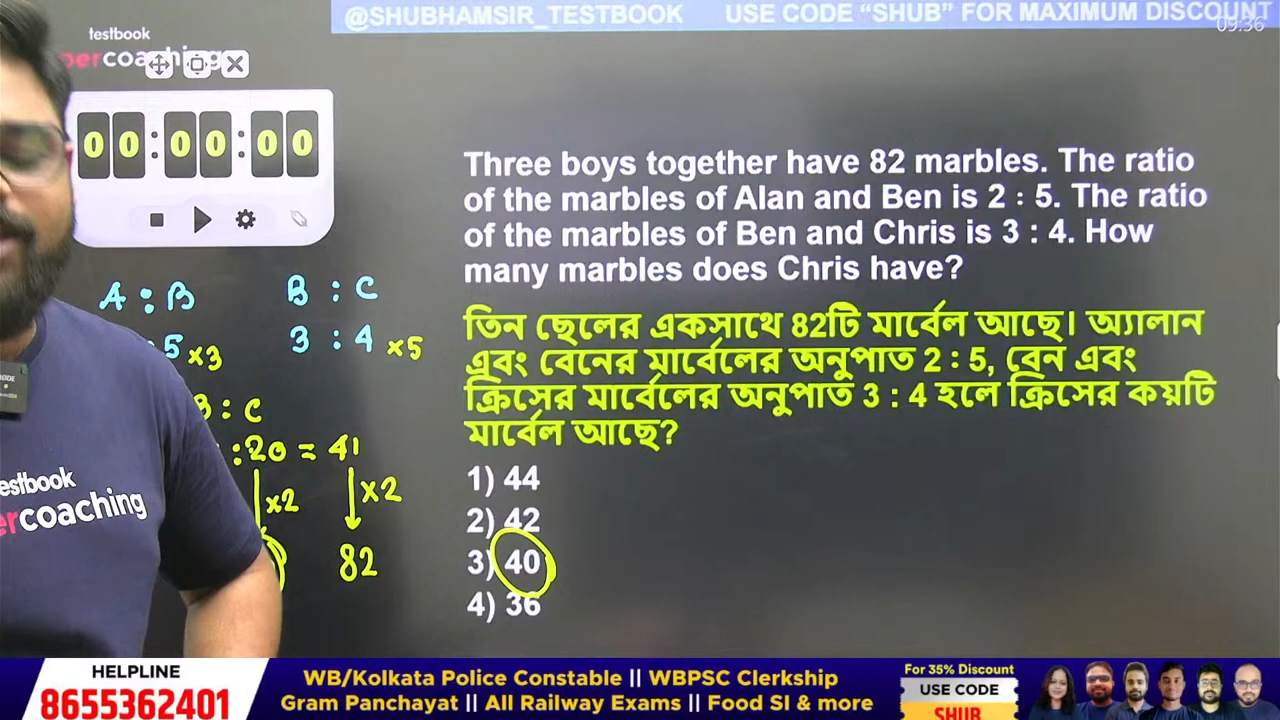 @SHUBHAMSIR_TESTBOOK USE CODE “SHUB” FOR MAXIMUM DISCOUNT
09:36
testbook
00:00:00
Three boys together have 82 marbles. The ratio
of the marbles of Alan and Ben is 2 : 5. The ratio
of the marbles of Ben and Chris is 3 : 4. How
many marbles does Chris have?
তিন ছেলের একসাথে 82টি মার্বেল আছে। অ্যালান
এবং বেনের মার্বেলের অনুপাত 2 : 5, বেন এবং
ক্রিসের মার্বেলের অনুপাত 3 : 4 হলে ক্রিসের কয়টি
মার্বেল আছে?
1) 44
2) 42
3) 40
4) 36
A : B B : C
: 5 ×3 3 : 4 ×5
B : C
: 20 = 41
×2 ×2
82
testbook
coaching
HELPLINE
8655362401
WB/Kolkata Police Constable || WBPSC Clerkship
Gram Panchayat || All Railway Exams || Food SI & more
For 35% Discount
USE CODE
SHUB